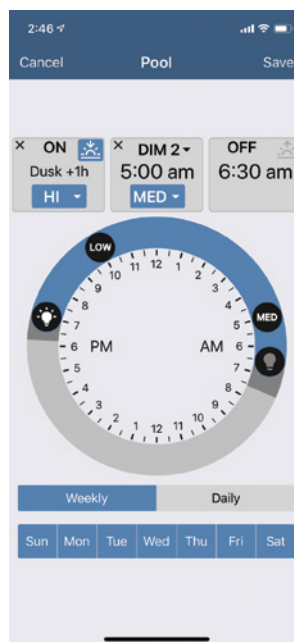 2:46
Cancel Pool Save
× ON × DIM 2 OFF
Dusk +1h 5:00 am 6:30 am
HI MED
LOW
MED
12 1 2 3 4 5 6 7 8 9 10 11 12 1 2 3 4 5 6 7 8 9 10 11
PM AM
Weekly Daily
Sun Mon Tue Wed Thu Fri Sat